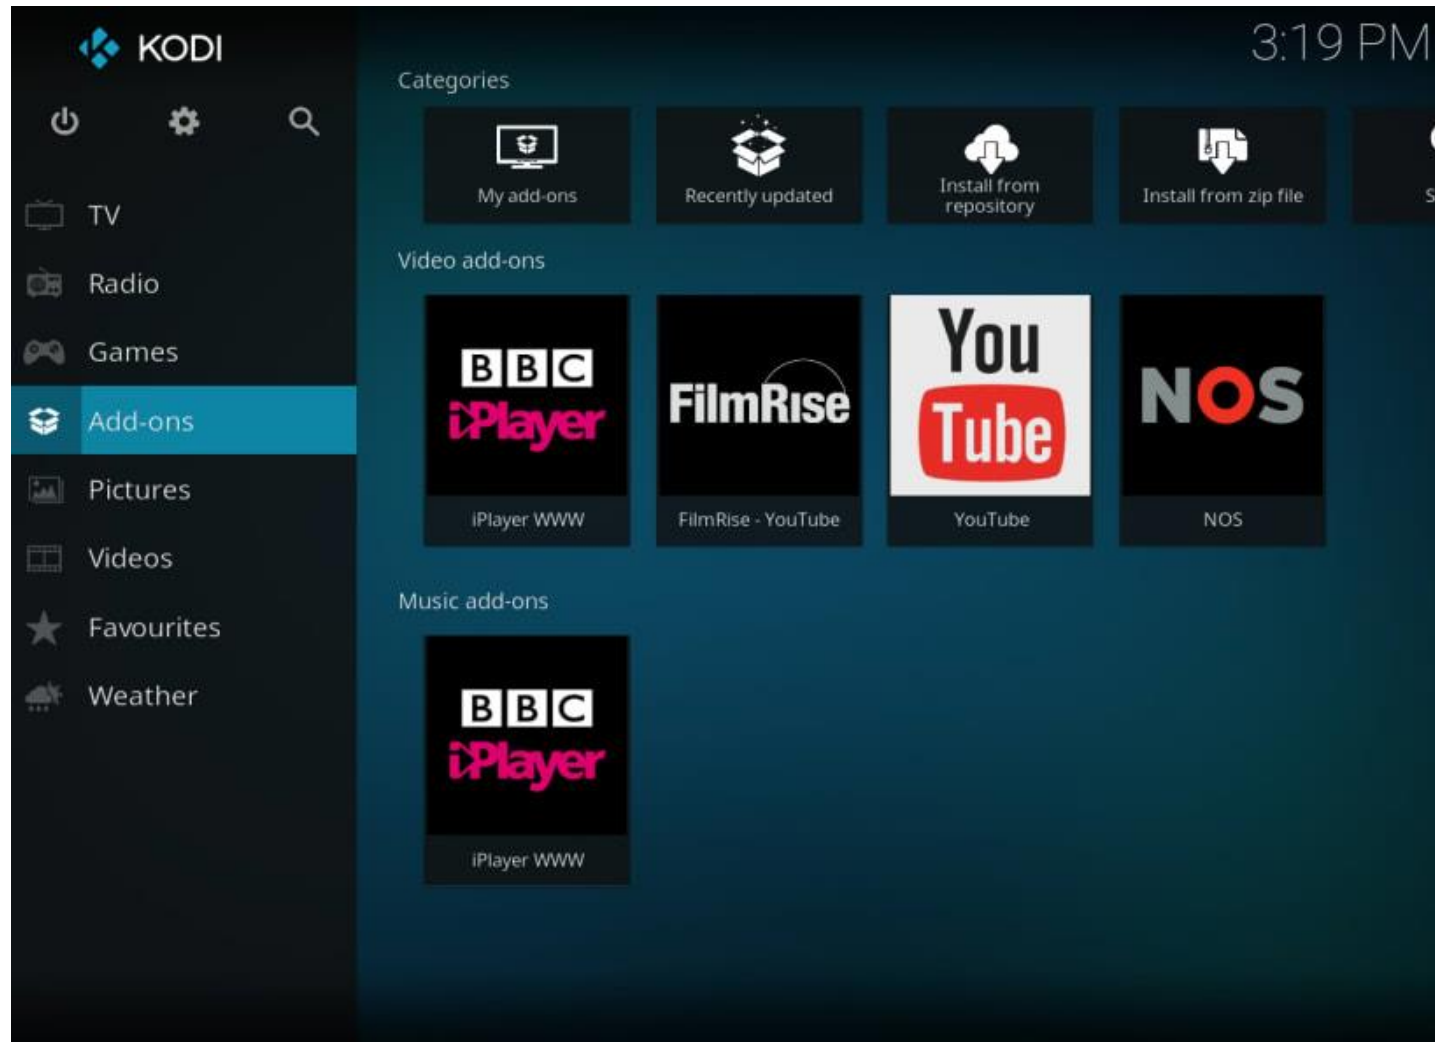 KODI
3:19 PM
TV
Radio
Games
Add-ons
Pictures
Videos
Favourites
Weather
Categories
My add-ons
Recently updated
Install from
repository
Install from zip file
Video add-ons
BBC
iPlayer
iPlayer WWW
FilmRise
FilmRise - YouTube
You
Tube
YouTube
NOS
NOS
Music add-ons
BBC
iPlayer
iPlayer WWW